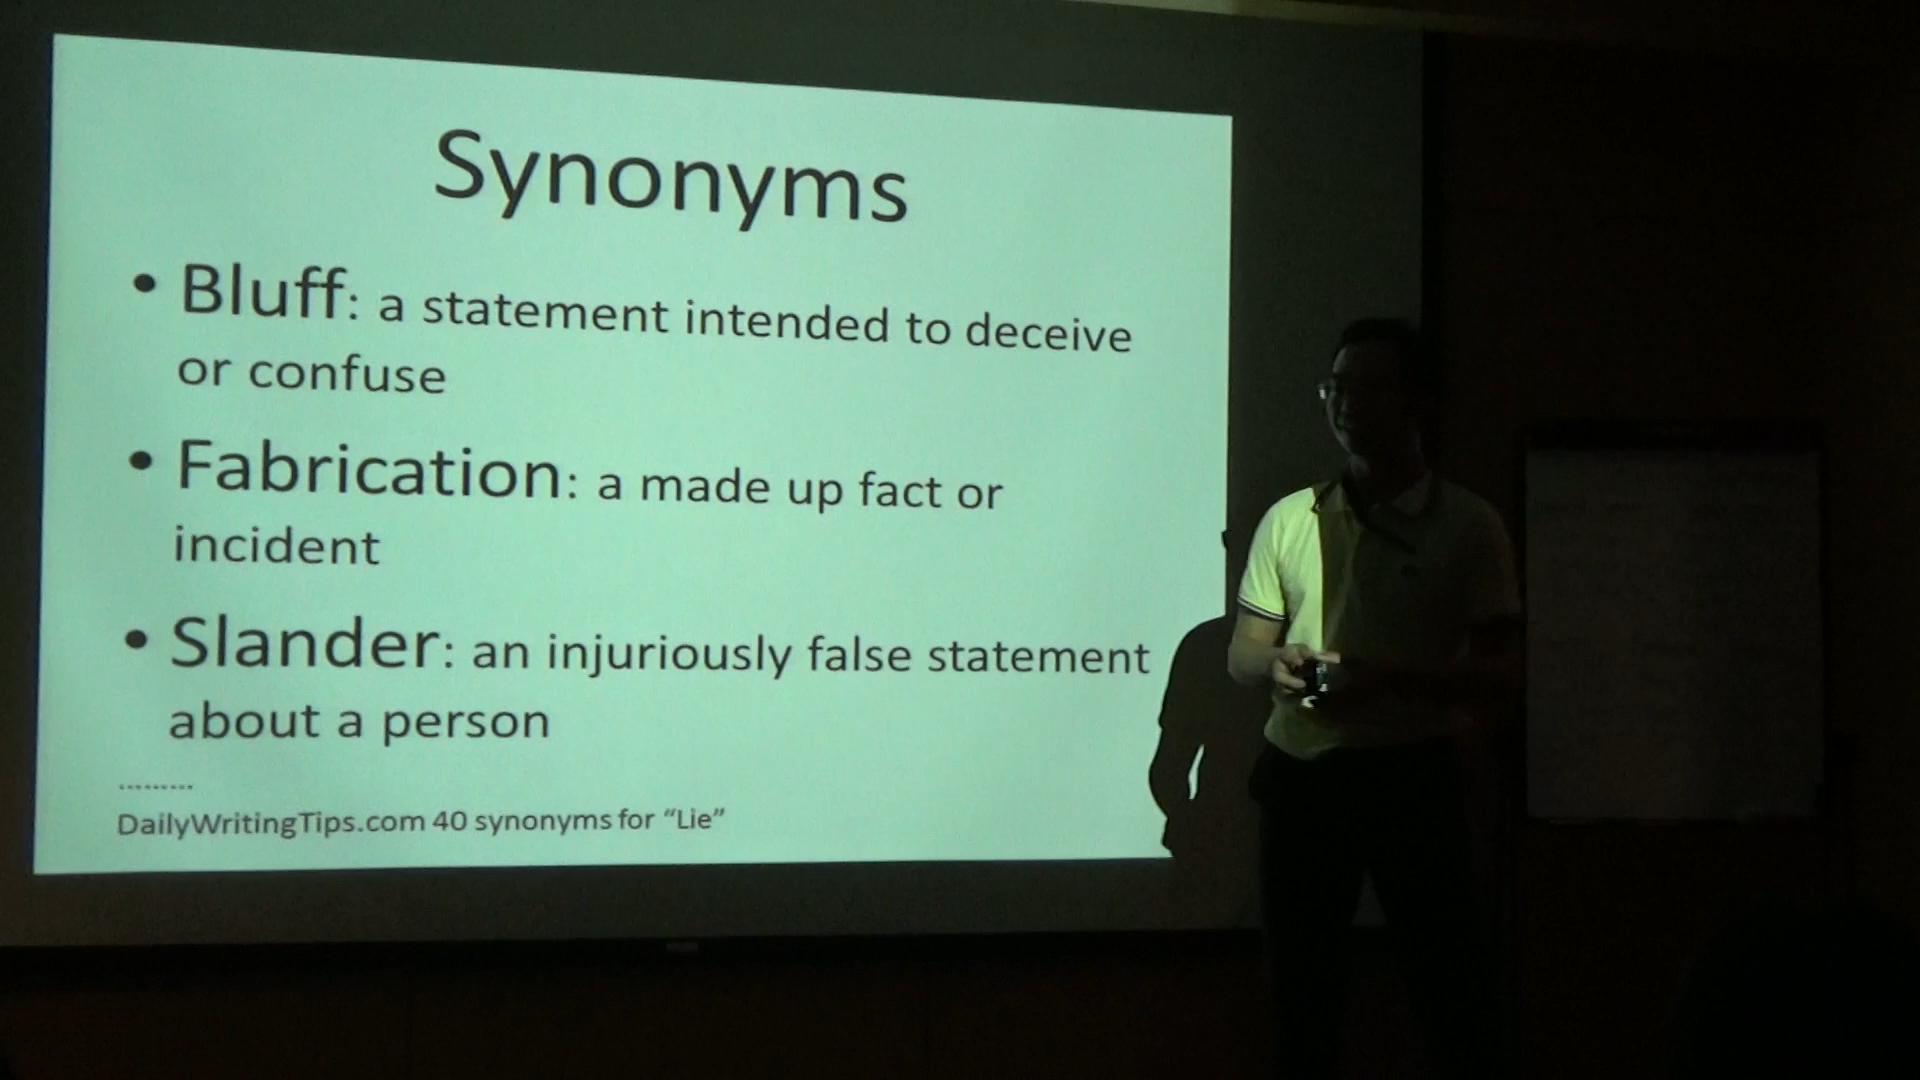 Synonyms
• Bluff: a statement intended to deceive
or confuse
• Fabrication: a made up fact or
incident
• Slander: an injuriously false statement
about a person
---------
DailyWritingTips.com 40 synonyms for “Lie”